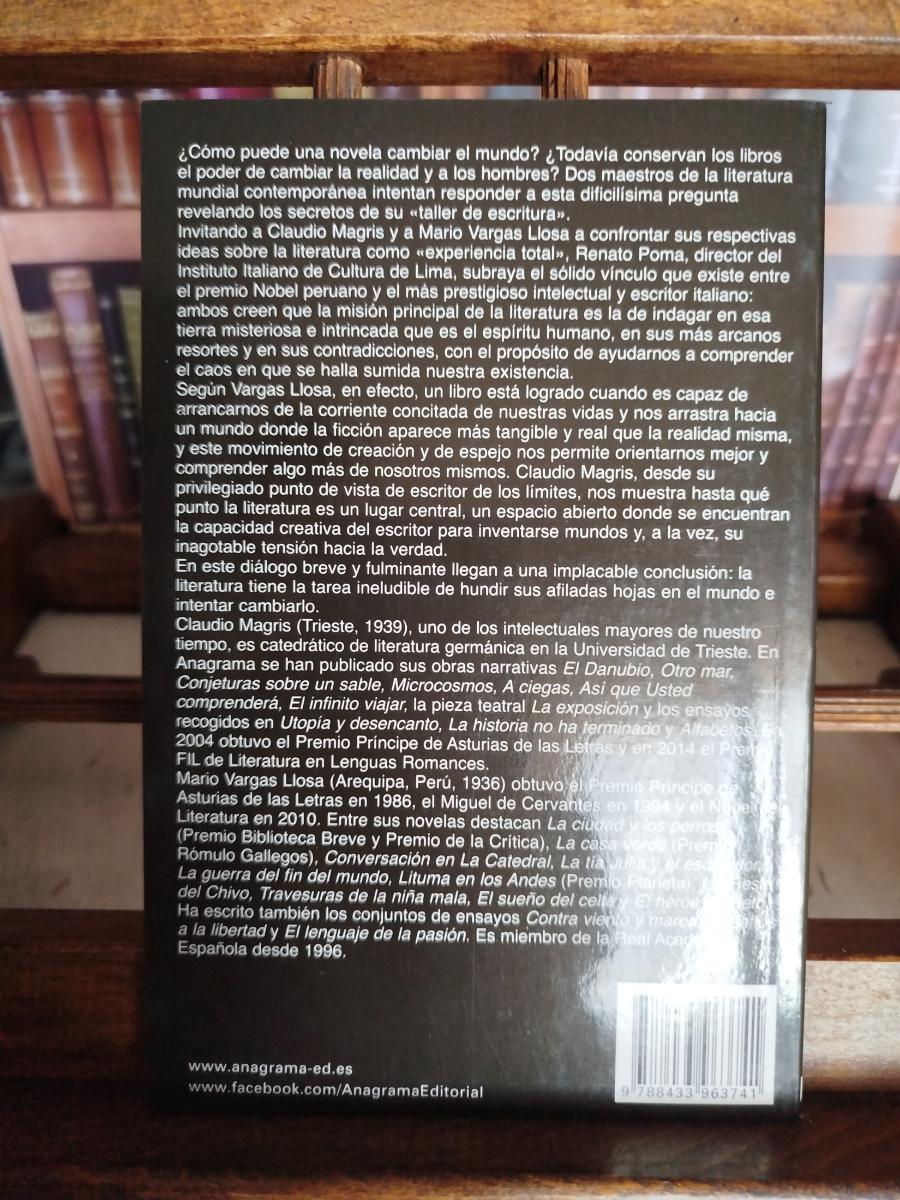 ¿Cómo puede una novela cambiar el mundo? ¿Todavía conservan los libros
el poder de cambiar la realidad y a los hombres? Dos maestros de la literatura
mundial contemporánea intentan responder a esta dificilísima pregunta
revelando los secretos de su «taller de escritura».
Invitando a Claudio Magris y a Mario Vargas Llosa a confrontar sus respectivas
ideas sobre la literatura como «experiencia total», Renato Poma, director del
Instituto Italiano de Cultura de Lima, subraya el sólido vínculo que existe entre
el premio Nobel peruano y el más prestigioso intelectual y escritor italiano:
ambos creen que la misión principal de la literatura es la de indagar en esa
tierra misteriosa e intrincada que es el espíritu humano, en sus más arcanos
resortes y en sus contradicciones, con el propósito de ayudarnos a comprender
el caos en que se halla sumida nuestra existencia.
Según Vargas Llosa, en efecto, un libro está logrado cuando es capaz de
arrancarnos de la corriente concitada de nuestras vidas y nos arrastra hacia
un mundo donde la ficción aparece más tangible y real que la realidad misma,
y este movimiento de creación y de espejo nos permite orientarnos mejor y
comprender algo más de nosotros mismos. Claudio Magris, desde su
privilegiado punto de vista de escritor de los límites, nos muestra hasta qué
punto la literatura es un lugar central, un espacio abierto donde se encuentran
la capacidad creativa del escritor para inventarse mundos y, a la vez, su
inagotable tensión hacia la verdad.
En este diálogo breve y fulminante llegan a una implacable conclusión: la
literatura tiene la tarea ineludible de hundir sus afiladas hojas en el mundo e
intentar cambiarlo.
Claudio Magris (Trieste, 1939), uno de los intelectuales mayores de nuestro
tiempo, es catedrático de literatura germánica en la Universidad de Trieste. En
Anagrama se han publicado sus obras narrativas El Danubio, Otro mar,
Conjeturas sobre un sable, Microcosmos, A ciegas, Así que Usted
comprenderá, El infinito viajar, la pieza teatral La exposición y los ensayos
recogidos en Utopía y desencanto, La historia no ha terminado y Alfabetos. En
2004 obtuvo el Premio Príncipe de Asturias de las Letras y en 2014 el Premio
FIL de Literatura en Lenguas Romances.
Mario Vargas Llosa (Arequipa, Perú, 1936) obtuvo el Premio Príncipe de
Asturias de las Letras en 1986, el Miguel de Cervantes en 1994 y el Nobel de
Literatura en 2010. Entre sus novelas destacan La ciudad y los perros
(Premio Biblioteca Breve y Premio de la Crítica), La casa verde (Premio
Rómulo Gallegos), Conversación en La Catedral, La tía Julia y el
La guerra del fin del mundo, Lituma en los Andes (Premio Planeta),
del Chivo, Travesuras de la niña mala, El sueño del celta y El héroe
Ha escrito también los conjuntos de ensayos Contra viento y marea,
a la libertad y El lenguaje de la pasión. Es miembro de la Real
Española desde 1996.
www.anagrama-ed.es
www.facebook.com/AnagramaEditorial
9 788433 963741